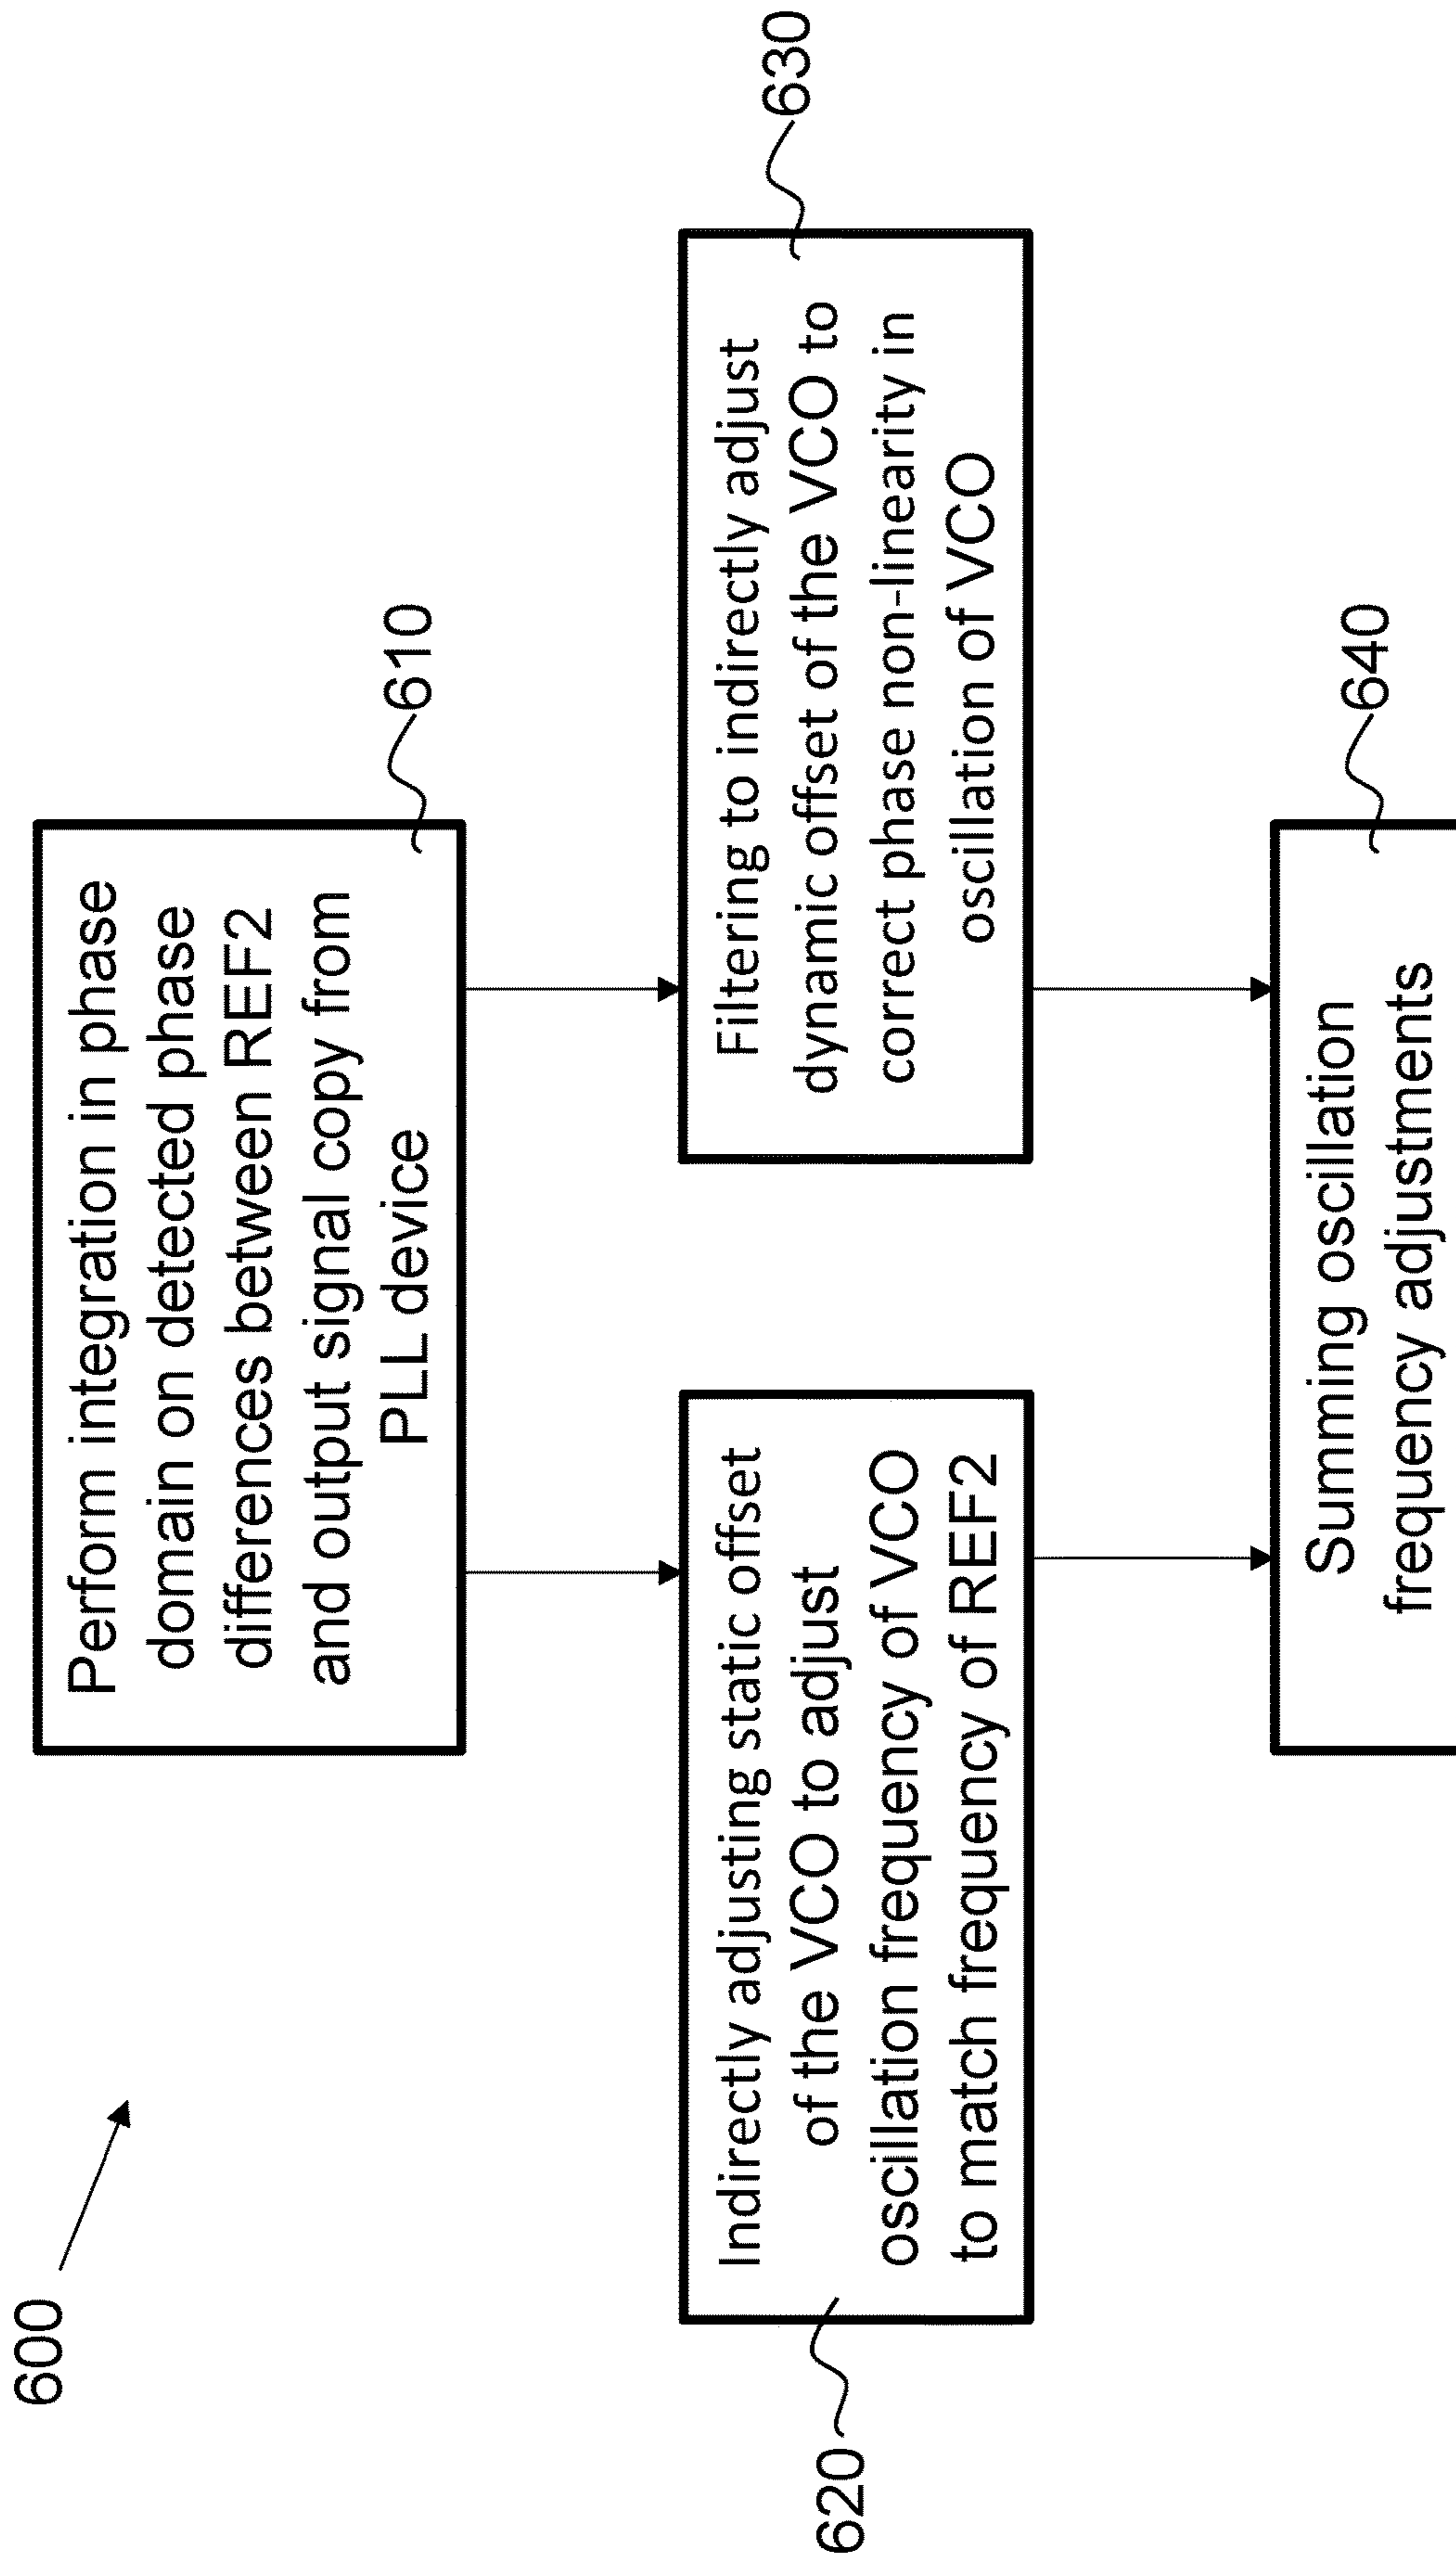 600
Perform integration in phase
domain on detected phase
differences between REF2
and output signal copy from
PLL device
610
Indirectly adjusting static offset
of the VCO to adjust
oscillation frequency of VCO
to match frequency of REF2
620
Filtering to indirectly adjust
dynamic offset of the VCO to
correct phase non-linearity in
oscillation of VCO
630
Summing oscillation
frequency adjustments
640